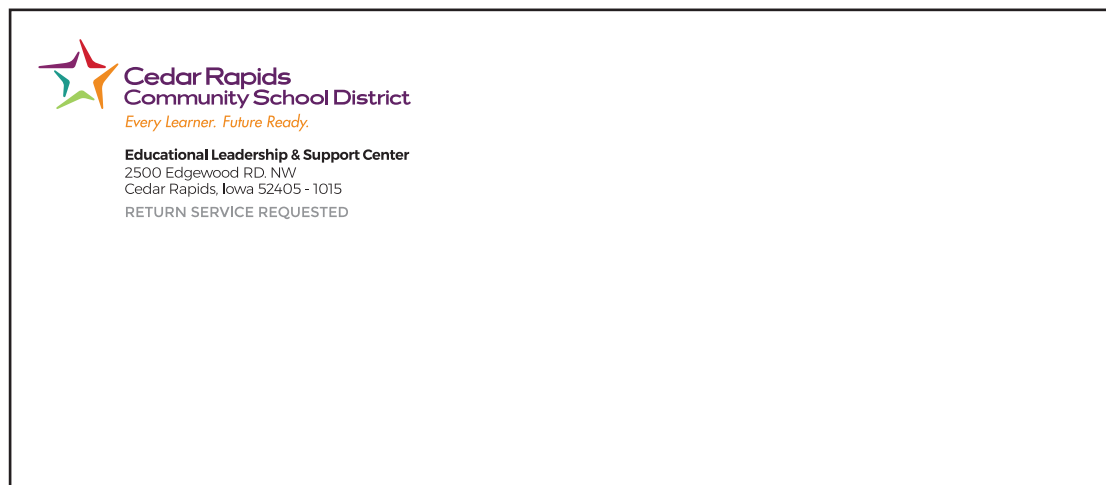 Cedar Rapids
Community School District
Every Learner. Future Ready.
Educational Leadership & Support Center
2500 Edgewood RD. NW
Cedar Rapids, Iowa 52405 - 1015
RETURN SERVICE REQUESTED